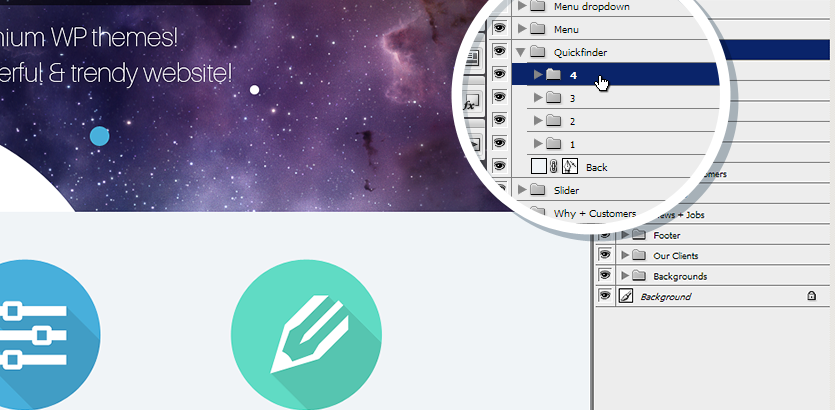 nium WP themes!
erful & trendy website!
Menu dropdown
Menu
Quickfinder
4
3
2
1
Back
Slider
Why + Customers
omers
ews + Jobs
Footer
Our Clients
Backgrounds
Background
fx